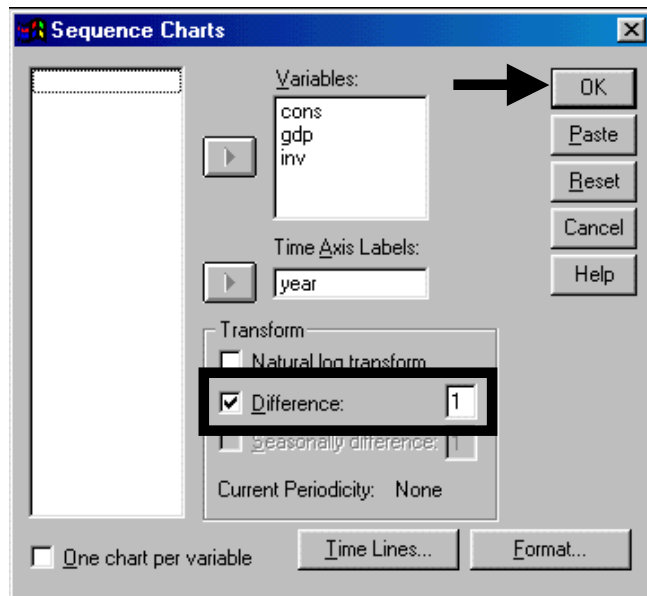 Sequence Charts
Variables:
cons
gdp
inv
OK
Paste
Reset
Cancel
Help
Time Axis Labels:
year
Transform
Natural log transform
Difference: 1
Seasonally difference: 1
Current Periodicity: None
One chart per variable
Time Lines...
Format...